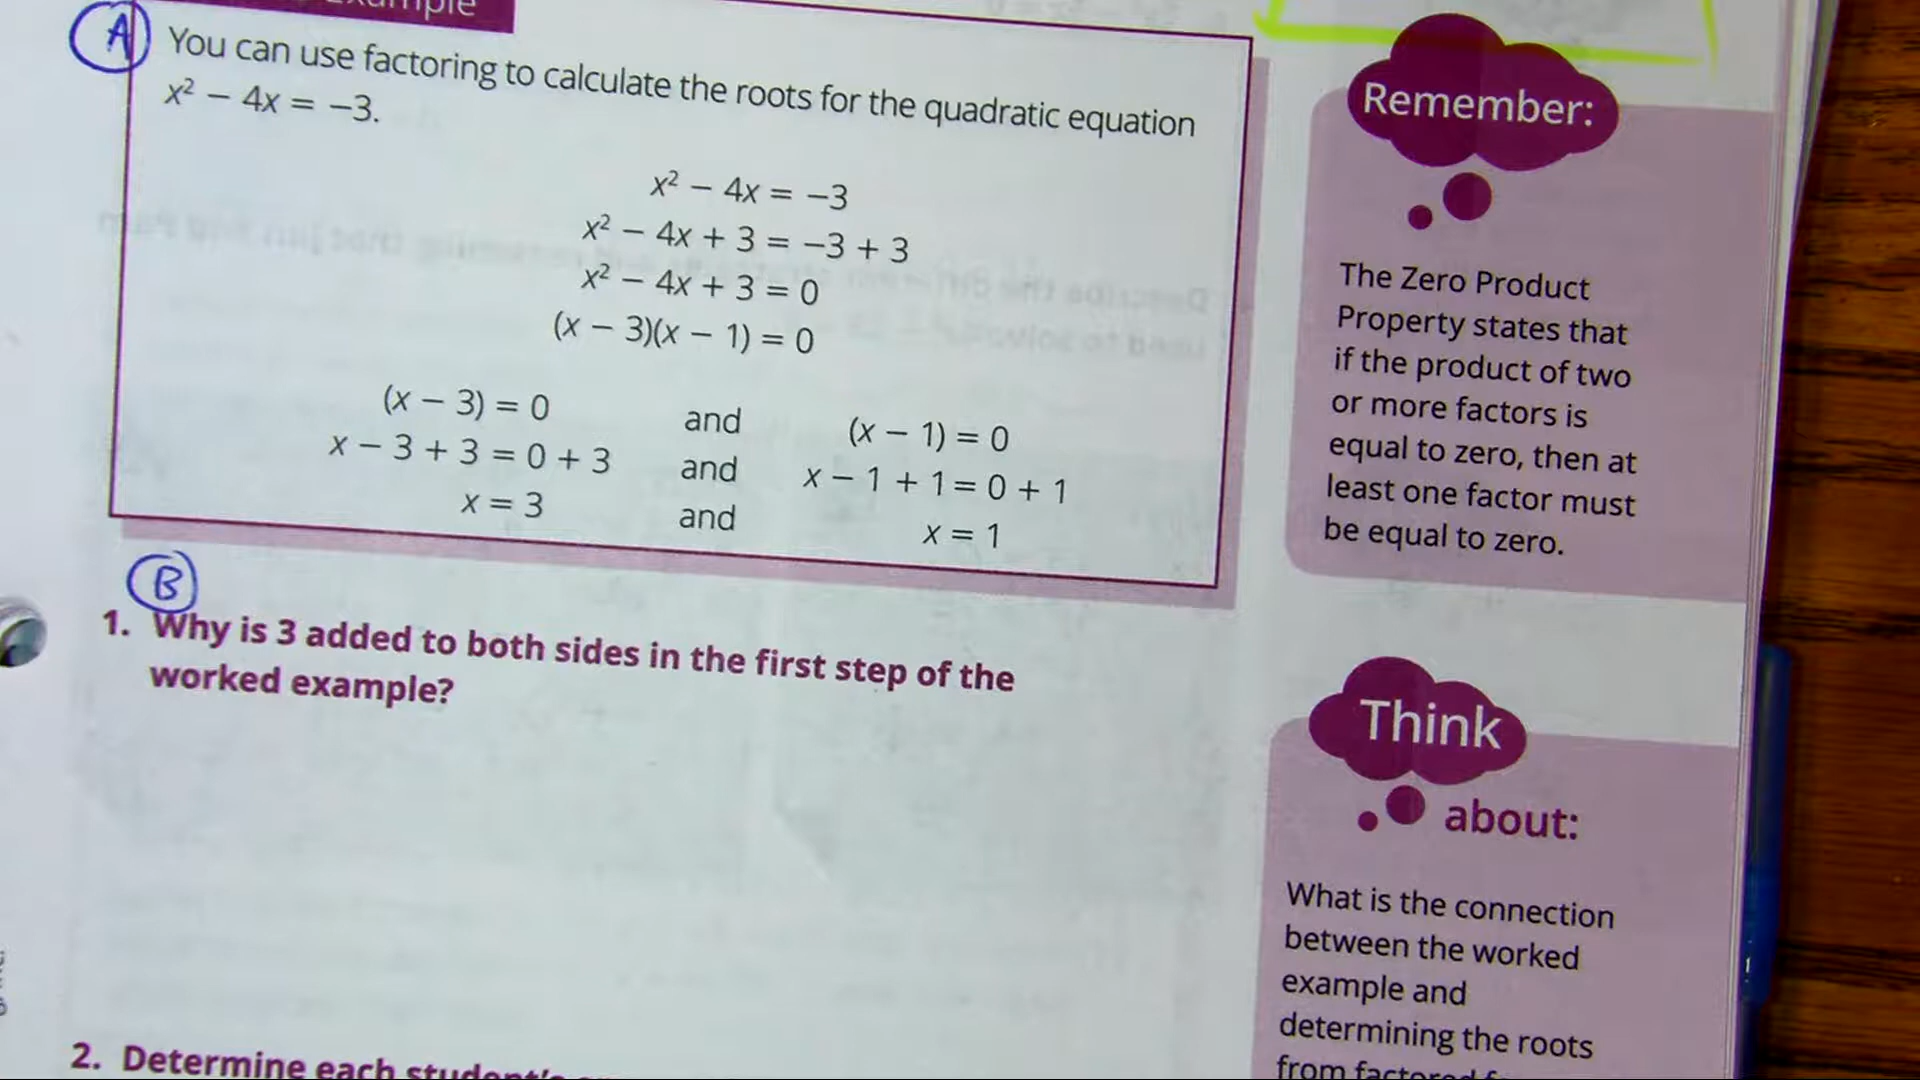 Example
A
You can use factoring to calculate the roots for the quadratic equation
x² − 4x = −3.
x² − 4x = −3
x² − 4x + 3 = −3 + 3
x² − 4x + 3 = 0
(x − 3)(x − 1) = 0
(x − 3) = 0 and (x − 1) = 0
x − 3 + 3 = 0 + 3 and x − 1 + 1 = 0 + 1
x = 3 and x = 1
B
1. Why is 3 added to both sides in the first step of the
worked example?
2. Determine each student's
Remember:
The Zero Product
Property states that
if the product of two
or more factors is
equal to zero, then at
least one factor must
be equal to zero.
Think
about:
What is the connection
between the worked
example and
determining the roots
from factored